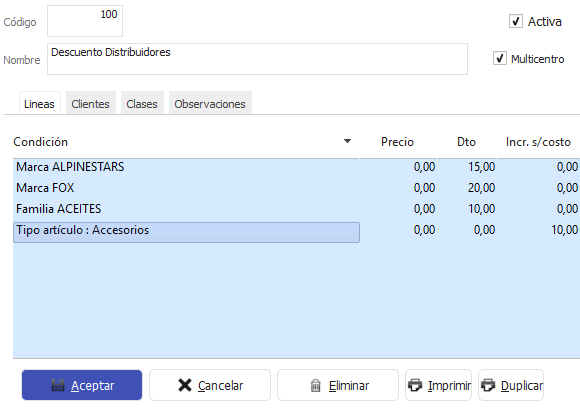 Código 100 Activa
Nombre Descuento Distribuidores Multicentro
Lineas Clientes Clases Observaciones
Condición Precio Dto Incr. s/costo
Marca ALPINESTARS 0,00 15,00 0,00
Marca FOX 0,00 20,00 0,00
Familia ACEITES 0,00 10,00 0,00
Tipo artículo : Accesorios 0,00 0,00 10,00
Aceptar Cancelar Eliminar Imprimir Duplicar